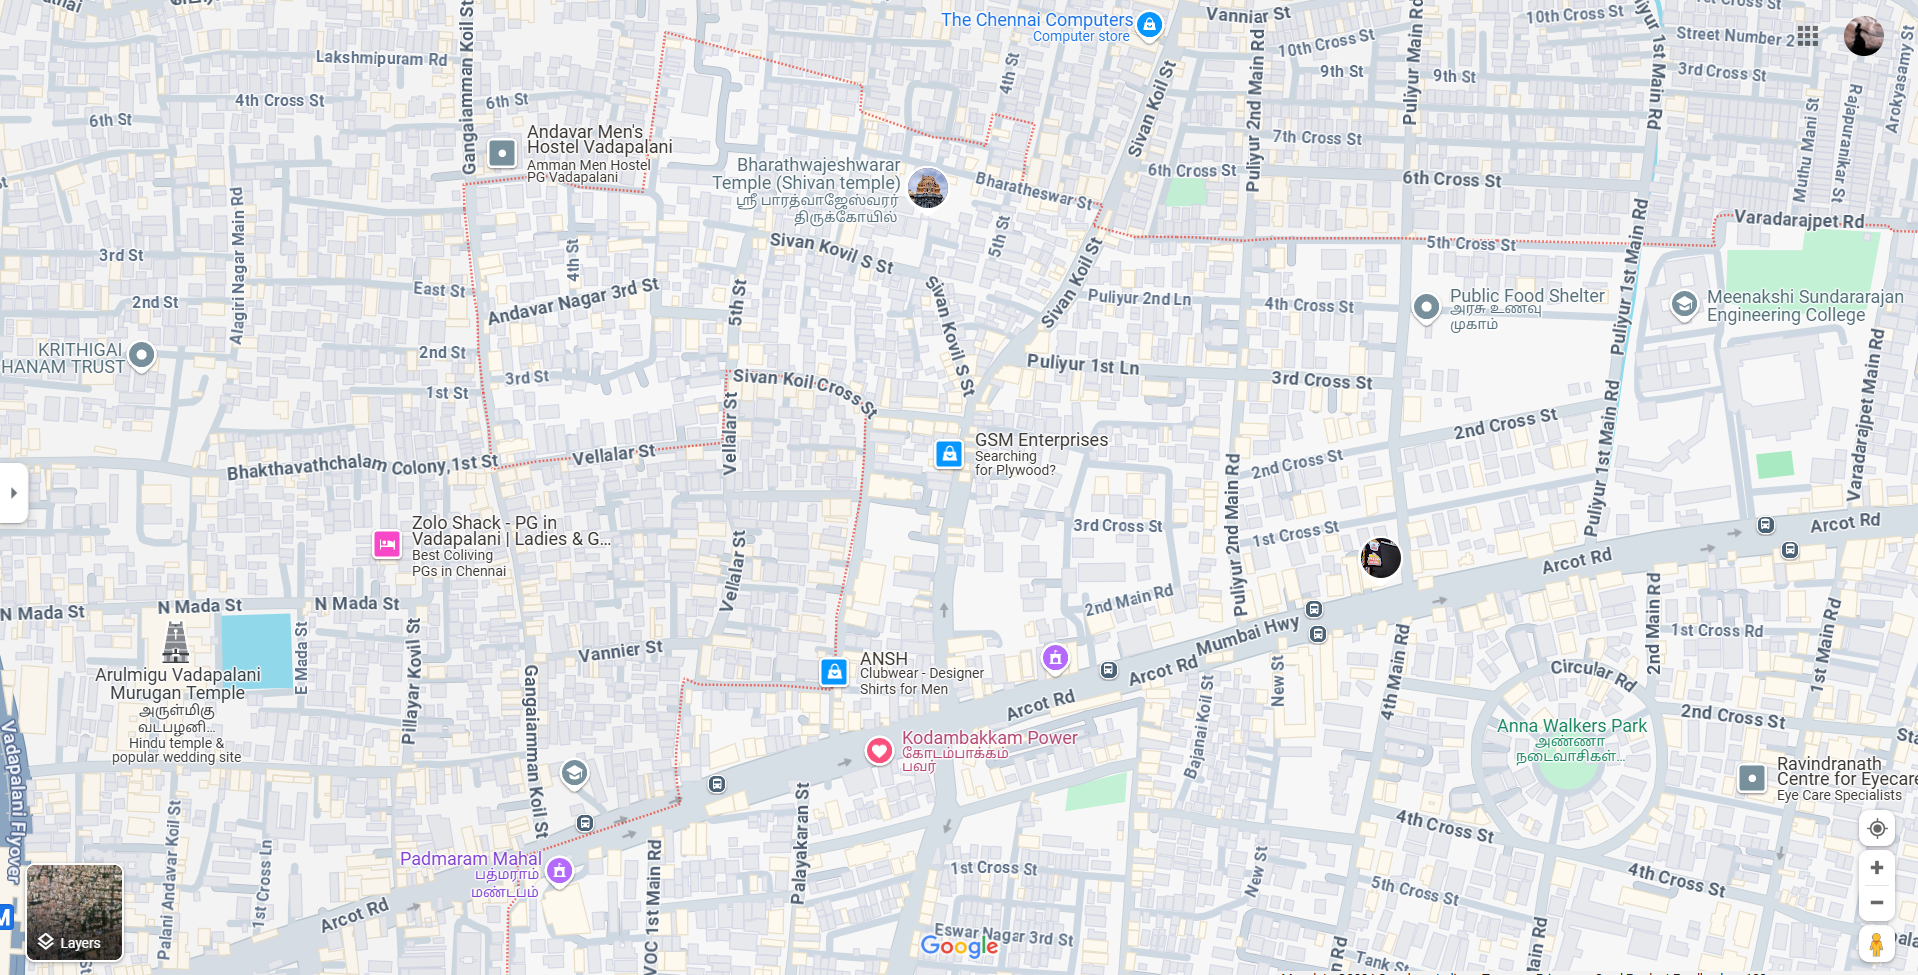 The Chennai Computers
Computer store
Vanniar St
10th Cross St
Street Number 2
Lakshmipuram Rd
Gangaiamman Koil St
4th St
Puliyur 2nd Main Rd
10th Cross St
Puliyur Main Rd
Puliyur 1st Main Rd
9th St
9th St
3rd Cross St
Arokyasamy St
4th Cross St
6th St
6th St
Sivan Koil St
7th Cross St
Muthu Mani St
Rajapanikar St
Andavar Men's
Hostel Vadapalani
Amman Men Hostel
PG Vadapalani
Bharathwajeshwarar
Temple (Shivan temple)
ஸ்ரீ பாரத்வாஜேஸ்வரர்
திருக்கோயில்
Bharatheswar St
6th Cross St
6th Cross St
Varadarajpet Rd
5th Cross St
Alagiri Nagar Main Rd
3rd St
4th St
Sivan Kovil S St
5th St
Sivan Koil St
Puliyur 1st Main Rd
2nd St
East St
Andavar Nagar 3rd St
5th St
Sivan Kovil S St
Puliyur 2nd Ln
4th Cross St
Public Food Shelter
அரசு உணவு
முகாம்
Meenakshi Sundararajan
Engineering College
KRITHIGAI
HANAM TRUST
2nd St
1st St
3rd St
Sivan Koil Cross St
Puliyur 1st Ln
3rd Cross St
Varadarajpet Main Rd
Puliyur 1st Main Rd
Vellalar St
2nd Cross St
GSM Enterprises
Searching
for Plywood?
Bhakthavathchalam Colony, 1st St
Vellalar St
2nd Cross St
Puliyur 2nd Main Rd
Zolo Shack - PG in
Vadapalani | Ladies & G...
Best Coliving
PGs in Chennai
Vellalar St
3rd Cross St
1st Cross St
Arcot Rd
Arcot Rd
N Mada St
N Mada St
N Mada St
2nd Main Rd
Mumbai Hwy
Arcot Rd
E Mada St
Pillayar Kovil St
Vannier St
4th Main Rd
2nd Main Rd
1st Cross Rd
1st Main Rd
Arulmigu Vadapalani
Murugan Temple
அருள்மிகு
வடபழனி...
Hindu temple &
popular wedding site
ANSH
Clubwear - Designer
Shirts for Men
Arcot Rd
New St
Bajanai Koil St
Circular Rd
2nd Cross St
Anna Walkers Park
அண்ணா
நடைவாசிகள்...
Gangaiamman Koil St
Kodambakkam Power
கோடம்பாக்கம்
பவர்
Ravindranath
Centre for Eyecare
Eye Care Specialists
Vadapalani Flyover
Palani Andavar Koil St
1st Cross Ln
Padmaram Mahal
பத்மராம்
மண்டபம்
Arcot Rd
VOC 1st Main Rd
Palayakaran St
4th Cross St
4th Cross St
1st Cross St
New St
5th Cross St
Eswar Nagar 3rd St
Tank St
Main Rd
Layers
Google